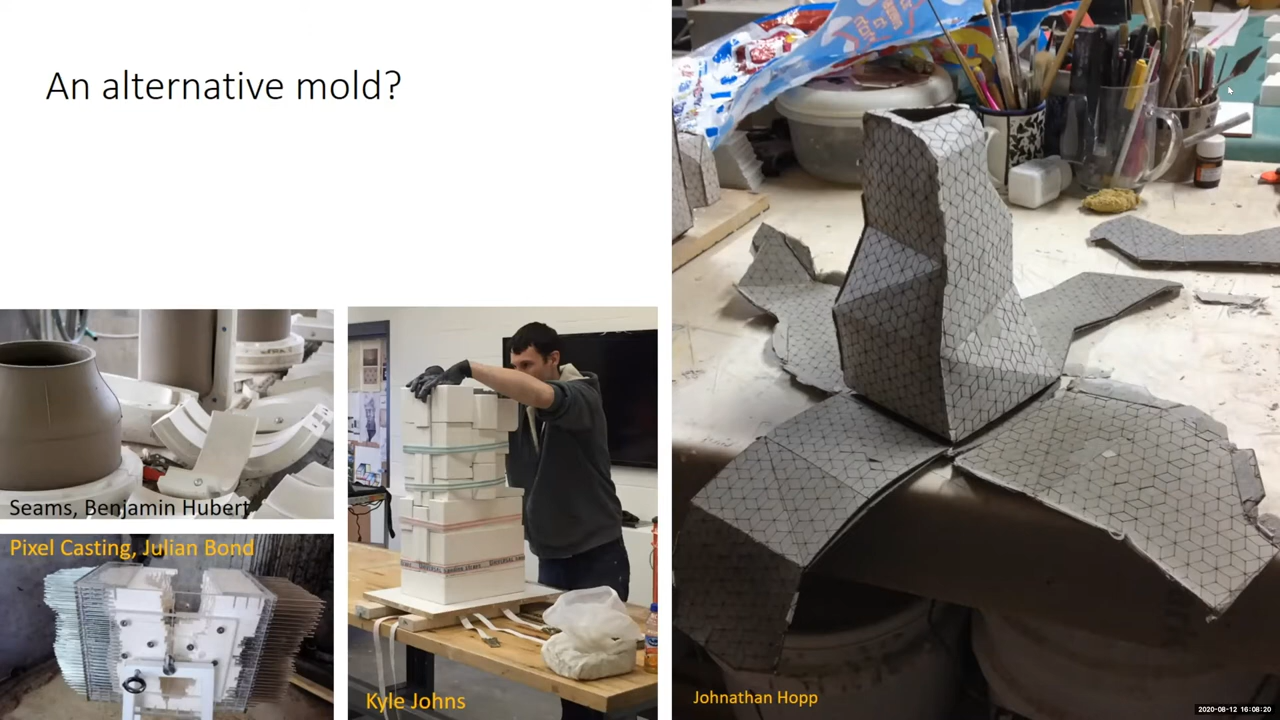 An alternative mold?
Seams, Benjamin Hubert
Pixel Casting, Julian Bond
Kyle Johns
Johnathan Hopp
2020-08-12 16:08:20